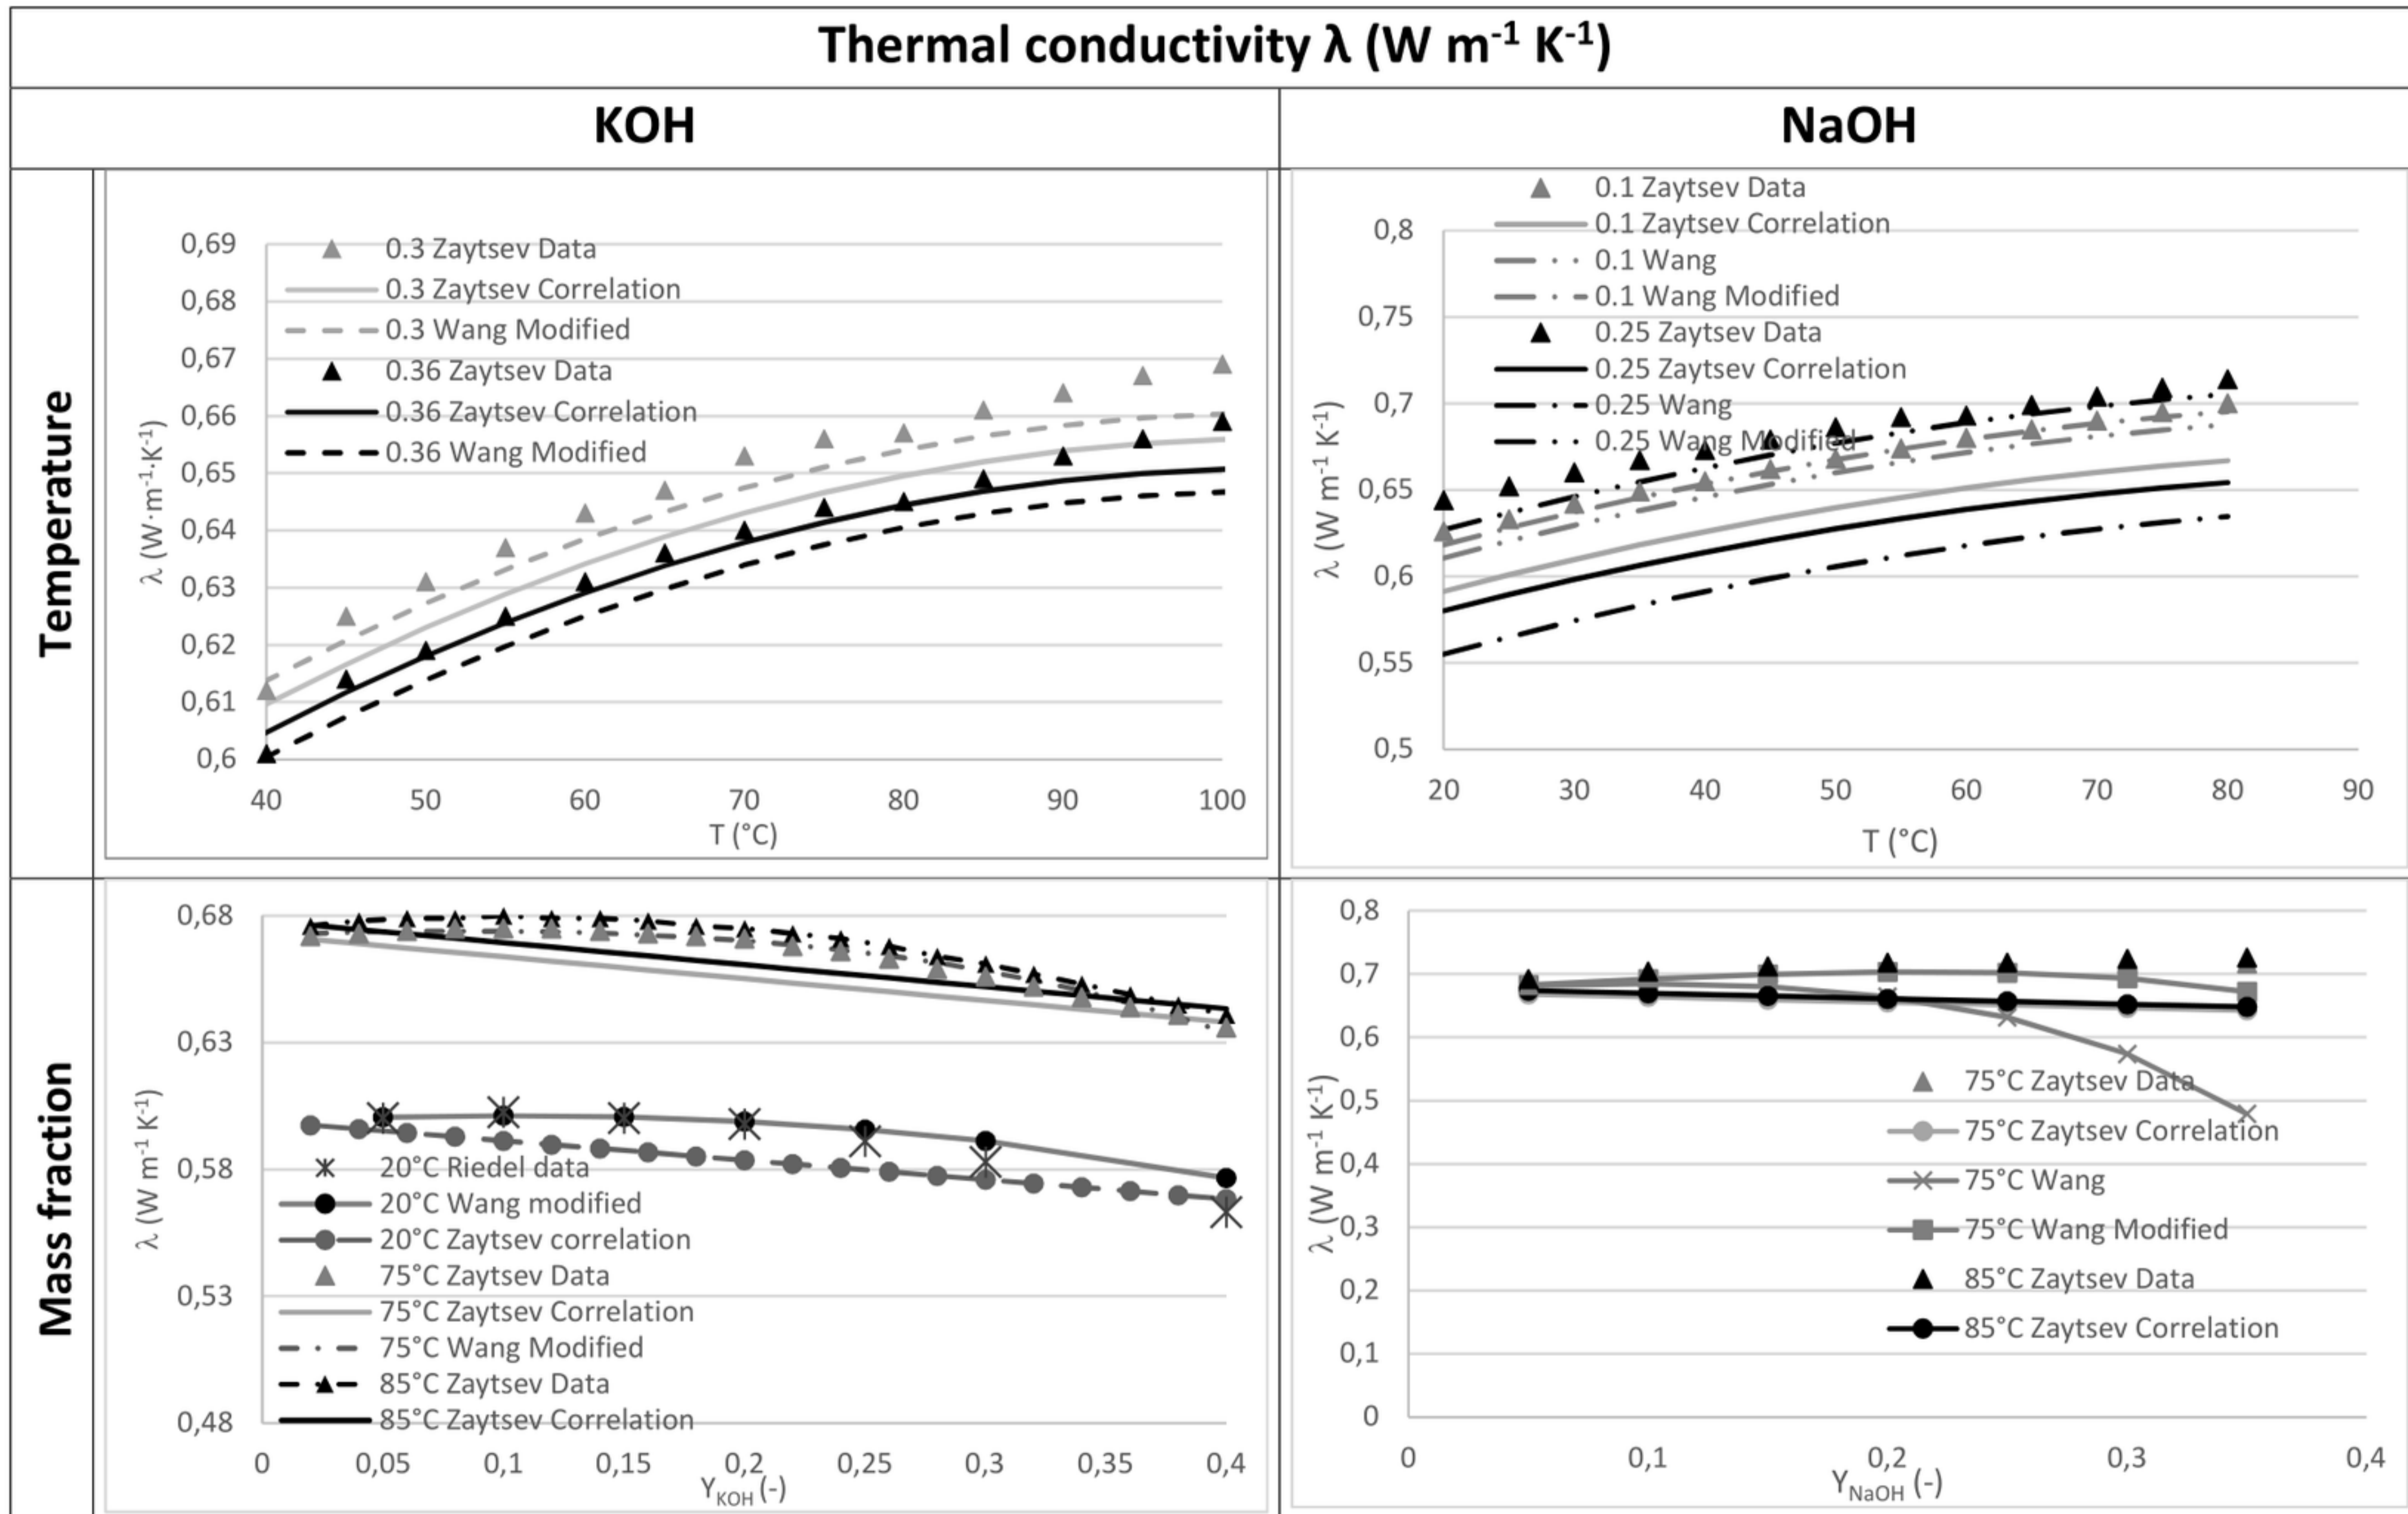 Thermal conductivity λ (W m⁻¹ K⁻¹)
KOH
NaOH
Temperature
0,69
0,68
0,67
0,66
0,65
0,64
0,63
0,62
0,61
0,6
λ (W·m⁻¹·K⁻¹)
0.3 Zaytsev Data
0.3 Zaytsev Correlation
0.3 Wang Modified
0.36 Zaytsev Data
0.36 Zaytsev Correlation
0.36 Wang Modified
40 50 60 70 80 90 100
T (°C)
0.1 Zaytsev Data
0.1 Zaytsev Correlation
0.1 Wang
0.1 Wang Modified
0.25 Zaytsev Data
0.25 Zaytsev Correlation
0.25 Wang
0.25 Wang Modified
0,8
0,75
0,7
0,65
0,6
0,55
0,5
λ (W m⁻¹ K⁻¹)
20 30 40 50 60 70 80 90
T (°C)
Mass fraction
0,68
0,63
0,58
0,53
0,48
λ (W m⁻¹ K⁻¹)
20°C Riedel data
20°C Wang modified
20°C Zaytsev correlation
75°C Zaytsev Data
75°C Zaytsev Correlation
75°C Wang Modified
85°C Zaytsev Data
85°C Zaytsev Correlation
0 0,05 0,1 0,15 0,2 0,25 0,3 0,35 0,4
Y_KOH (-)
0,8
0,7
0,6
0,5
0,4
0,3
0,2
0,1
0
λ (W m⁻¹ K⁻¹)
75°C Zaytsev Data
75°C Zaytsev Correlation
75°C Wang
75°C Wang Modified
85°C Zaytsev Data
85°C Zaytsev Correlation
0 0,1 0,2 0,3 0,4
Y_NaOH (-)